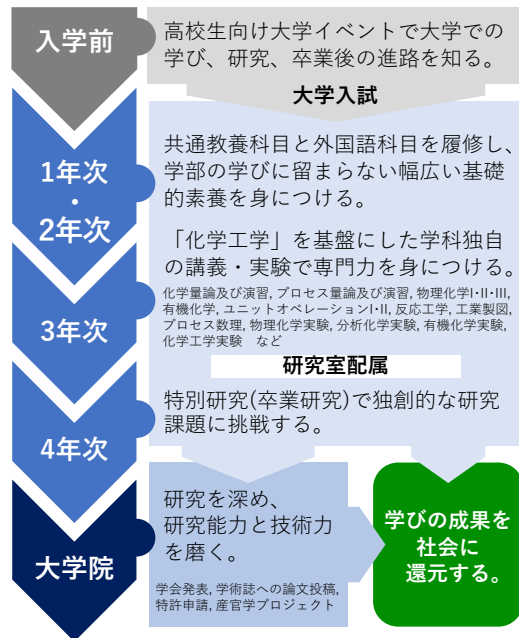 入学前
高校生向け大学イベントで大学での
学び、研究、卒業後の進路を知る。
大学入試
1年次
・
2年次
共通教養科目と外国語科目を履修し、
学部の学びに留まらない幅広い基礎
的素養を身につける。
「化学工学」を基盤にした学科独自
の講義・実験で専門力を身につける。
化学量論及び演習, プロセス量論及び演習, 物理化学I・II・III,
有機化学, ユニットオペレーションI・II, 反応工学, 工業製図,
プロセス数理, 物理化学実験, 分析化学実験, 有機化学実験,
化学工学実験　など
3年次
研究室配属
特別研究(卒業研究)で独創的な研究
課題に挑戦する。
4年次
大学院
研究を深め、
研究能力と技術力
を磨く。
学会発表, 学術誌への論文投稿,
特許申請, 産官学プロジェクト
学びの成果を
社会に
還元する。